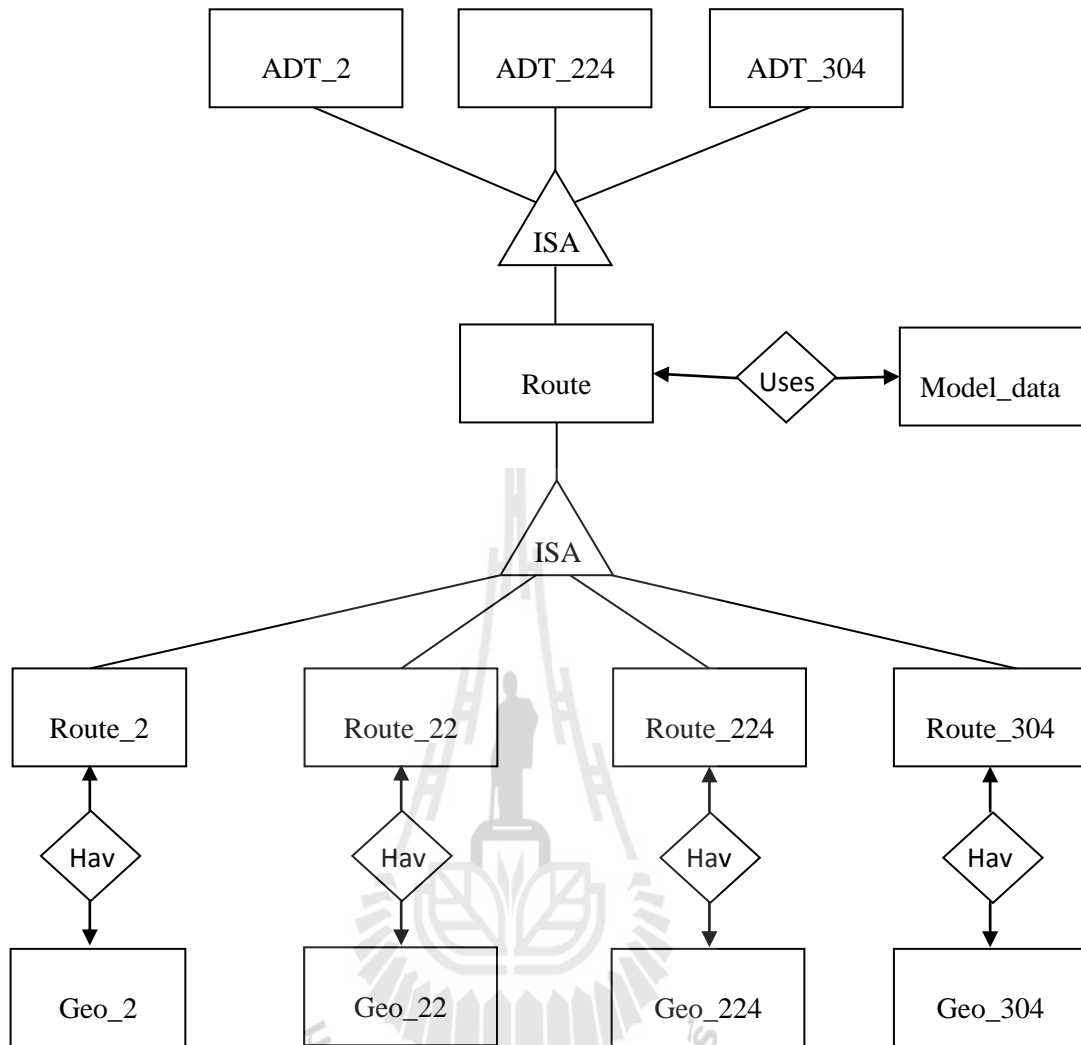 ADT_2
ADT_224
ADT_304
ISA
Route
Uses
Model_data
ISA
Route_2
Route_22
Route_224
Route_304
Hav
Hav
Hav
Hav
Geo_2
Geo_22
Geo_224
Geo_304